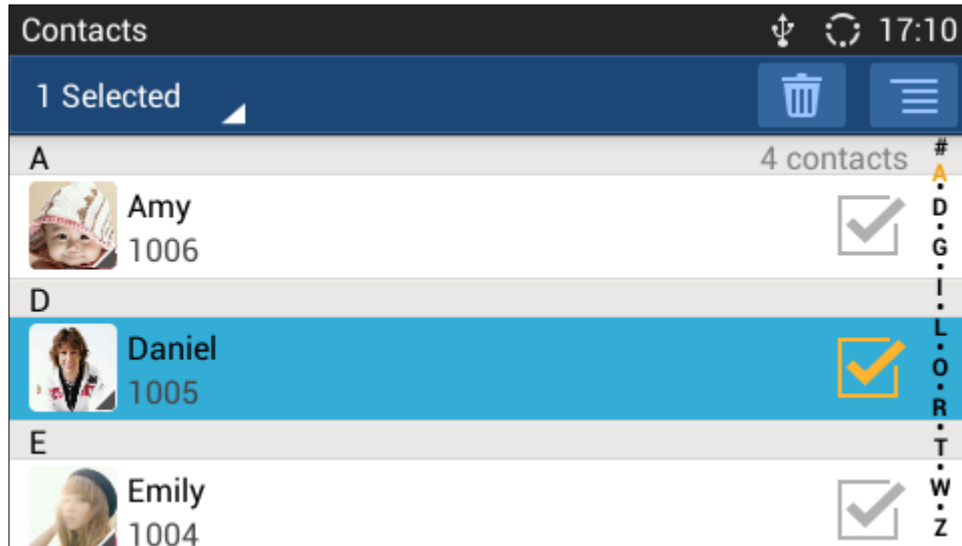 Contacts 17:10
1 Selected
A 4 contacts
Amy
1006
D
Daniel
1005
E
Emily
1004
#
A
D
G
I
L
O
R
T
W
Z